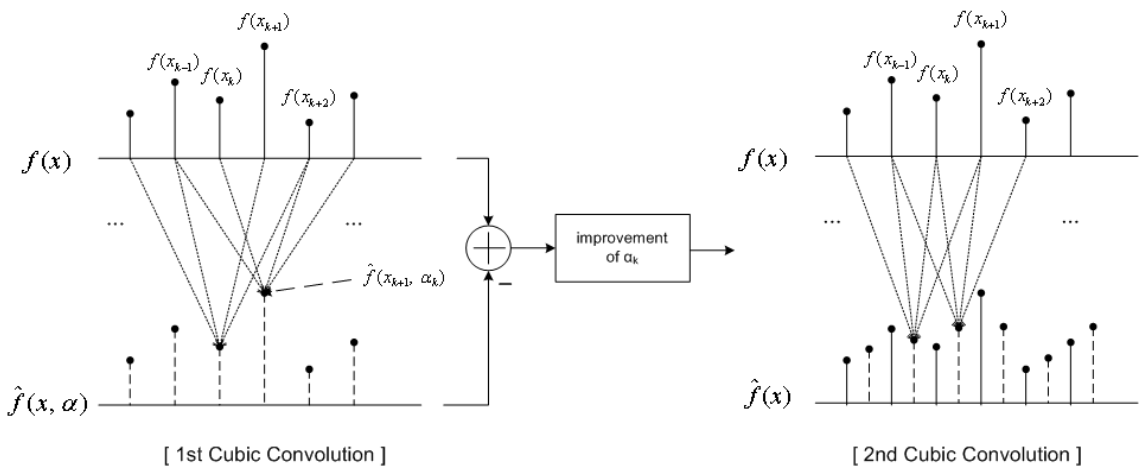 f(x_{k+1})
f(x_{k-1})
f(x_k)
f(x_{k+2})
f(x)
...
...
f̂(x_{k+1}, α_k)
f̂(x, α)
[ 1st Cubic Convolution ]
−
improvement
of α_k
f(x_{k+1})
f(x_{k-1})
f(x_k)
f(x_{k+2})
f(x)
...
...
f̂(x)
[ 2nd Cubic Convolution ]